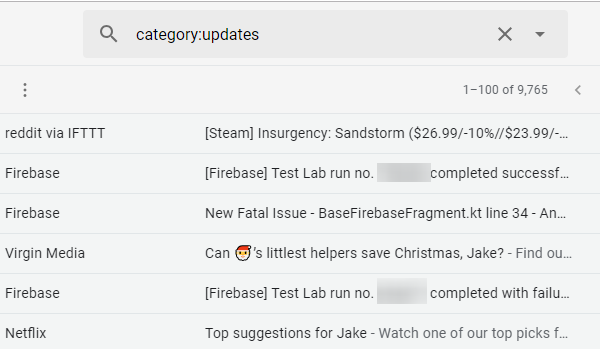 category:updates
1–100 of 9,765
reddit via IFTTT [Steam] Insurgency: Sandstorm ($26.99/-10%//$23.99/-...
Firebase [Firebase] Test Lab run no. completed successf...
Firebase New Fatal Issue - BaseFirebaseFragment.kt line 34 - An...
Virgin Media Can 🎅's littlest helpers save Christmas, Jake? - Find ou...
Firebase [Firebase] Test Lab run no. completed with failu...
Netflix Top suggestions for Jake - Watch one of our top picks f...